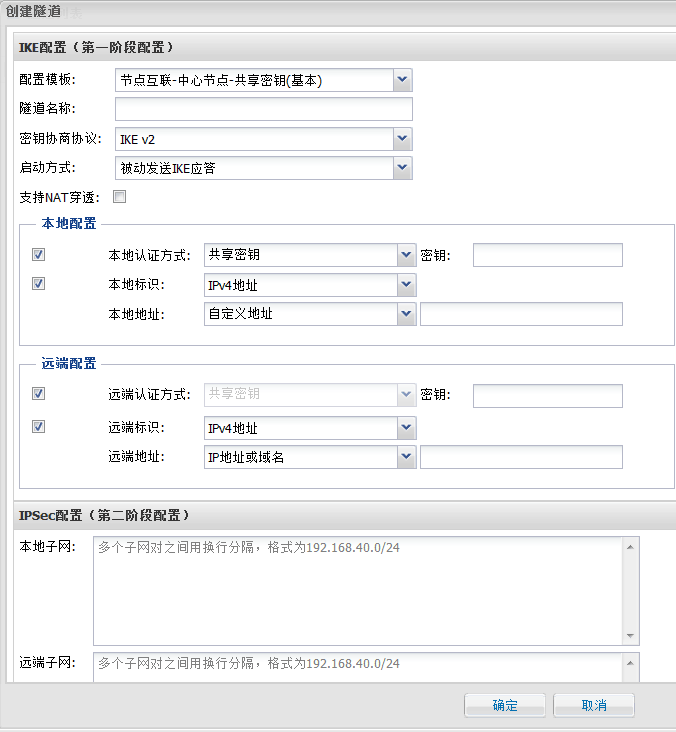 创建隧道
IKE配置（第一阶段配置）
配置模板: 节点互联-中心节点-共享密钥(基本)
隧道名称:
密钥协商协议: IKE v2
启动方式: 被动发送IKE应答
支持NAT穿透:
本地配置
本地认证方式: 共享密钥 密钥:
本地标识: IPv4地址
本地地址: 自定义地址
远端配置
远端认证方式: 共享密钥 密钥:
远端标识: IPv4地址
远端地址: IP地址或域名
IPSec配置（第二阶段配置）
本地子网: 多个子网对之间用换行分隔，格式为192.168.40.0/24
远端子网: 多个子网对之间用换行分隔，格式为192.168.40.0/24
确定 取消